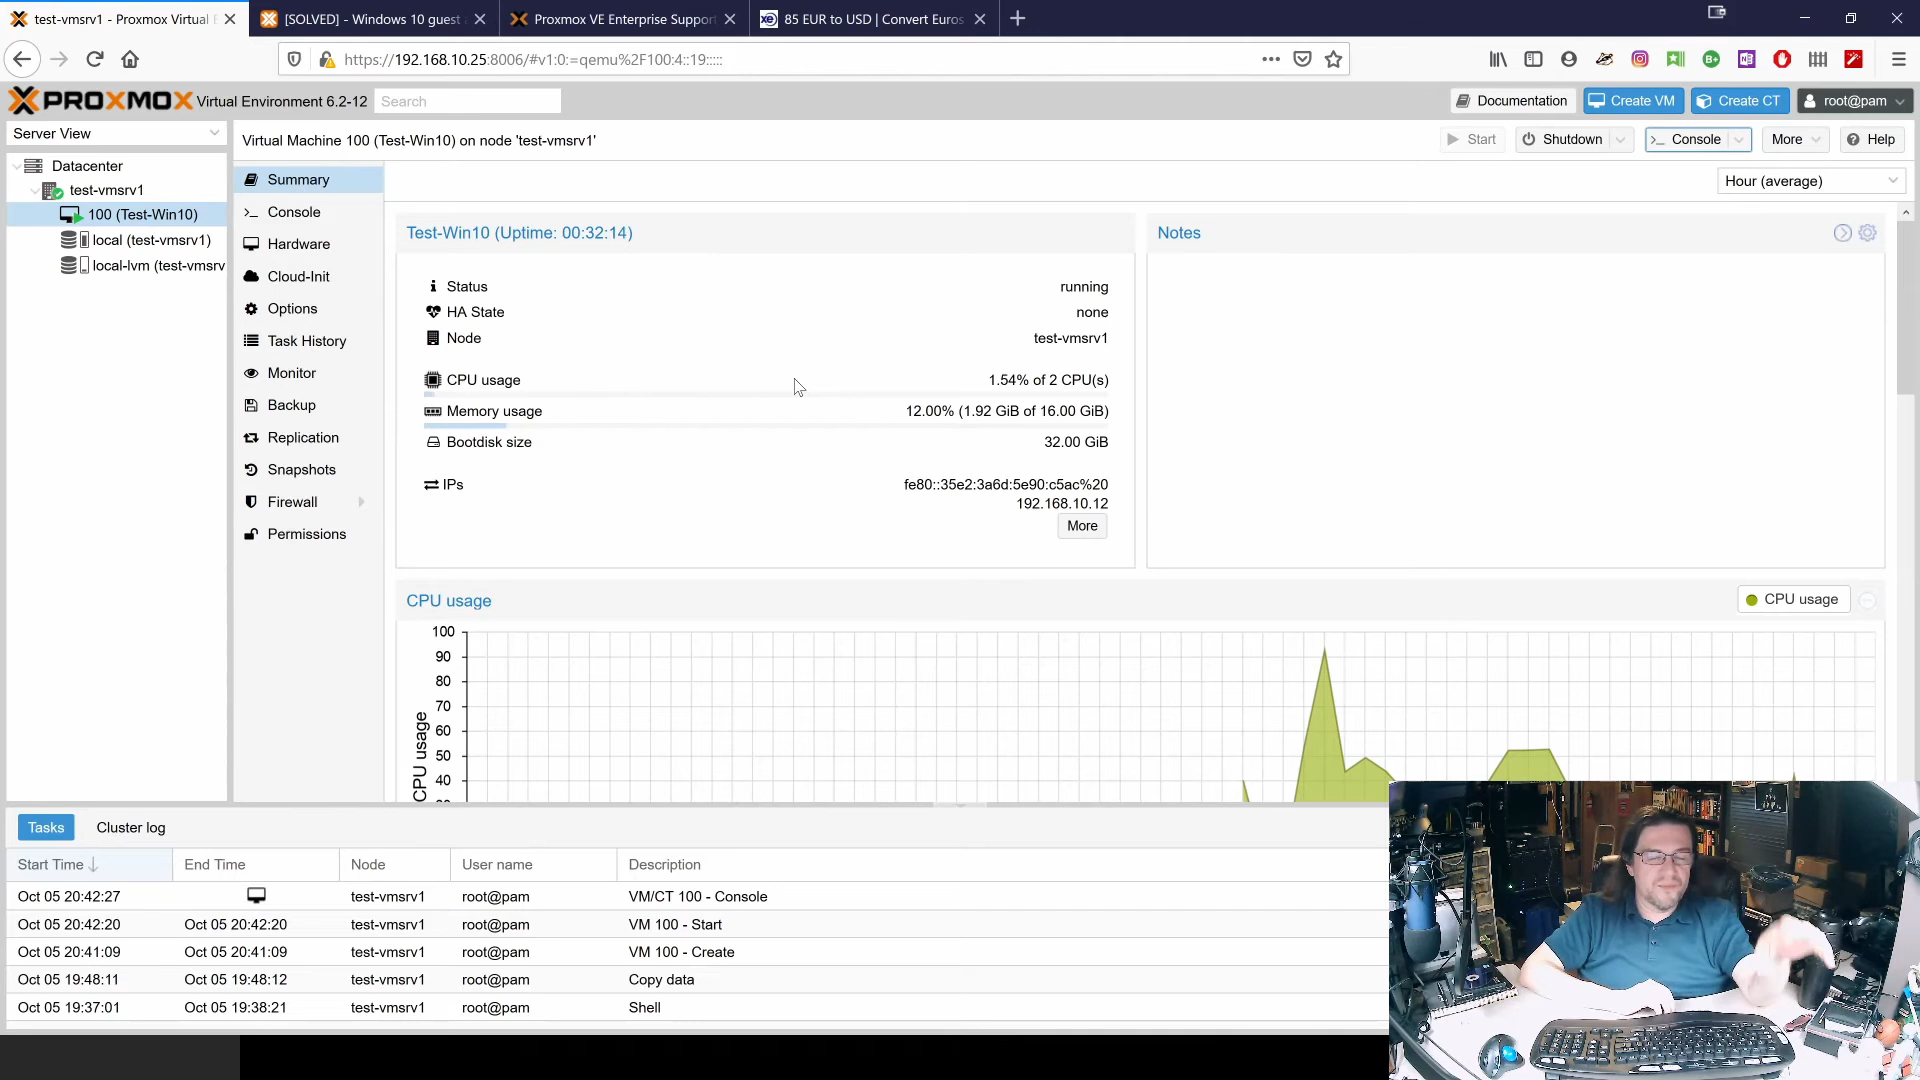 test-vmsrv1 - Proxmox Virtual E
[SOLVED] - Windows 10 guest
Proxmox VE Enterprise Support
85 EUR to USD | Convert Euros
https://192.168.10.25:8006/#v1:0:=qemu%2F100:4::19:::::
PROXMOX Virtual Environment 6.2-12
Search
Documentation
Create VM
Create CT
root@pam
Server View
Virtual Machine 100 (Test-Win10) on node 'test-vmsrv1'
Start
Shutdown
Console
More
Help
Datacenter
test-vmsrv1
100 (Test-Win10)
local (test-vmsrv1)
local-lvm (test-vmsrv
Summary
Console
Hardware
Cloud-Init
Options
Task History
Monitor
Backup
Replication
Snapshots
Firewall
Permissions
Hour (average)
Test-Win10 (Uptime: 00:32:14)
Status running
HA State none
Node test-vmsrv1
CPU usage 1.54% of 2 CPU(s)
Memory usage 12.00% (1.92 GiB of 16.00 GiB)
Bootdisk size 32.00 GiB
IPs fe80::35e2:3a6d:5e90:c5ac%20
192.168.10.12
More
Notes
CPU usage
CPU usage
100
90
80
70
60
50
40
CPU usage
Tasks Cluster log
Start Time End Time Node User name Description
Oct 05 20:42:27 test-vmsrv1 root@pam VM/CT 100 - Console
Oct 05 20:42:20 Oct 05 20:42:20 test-vmsrv1 root@pam VM 100 - Start
Oct 05 20:41:09 Oct 05 20:41:09 test-vmsrv1 root@pam VM 100 - Create
Oct 05 19:48:11 Oct 05 19:48:12 test-vmsrv1 root@pam Copy data
Oct 05 19:37:01 Oct 05 19:38:21 test-vmsrv1 root@pam Shell